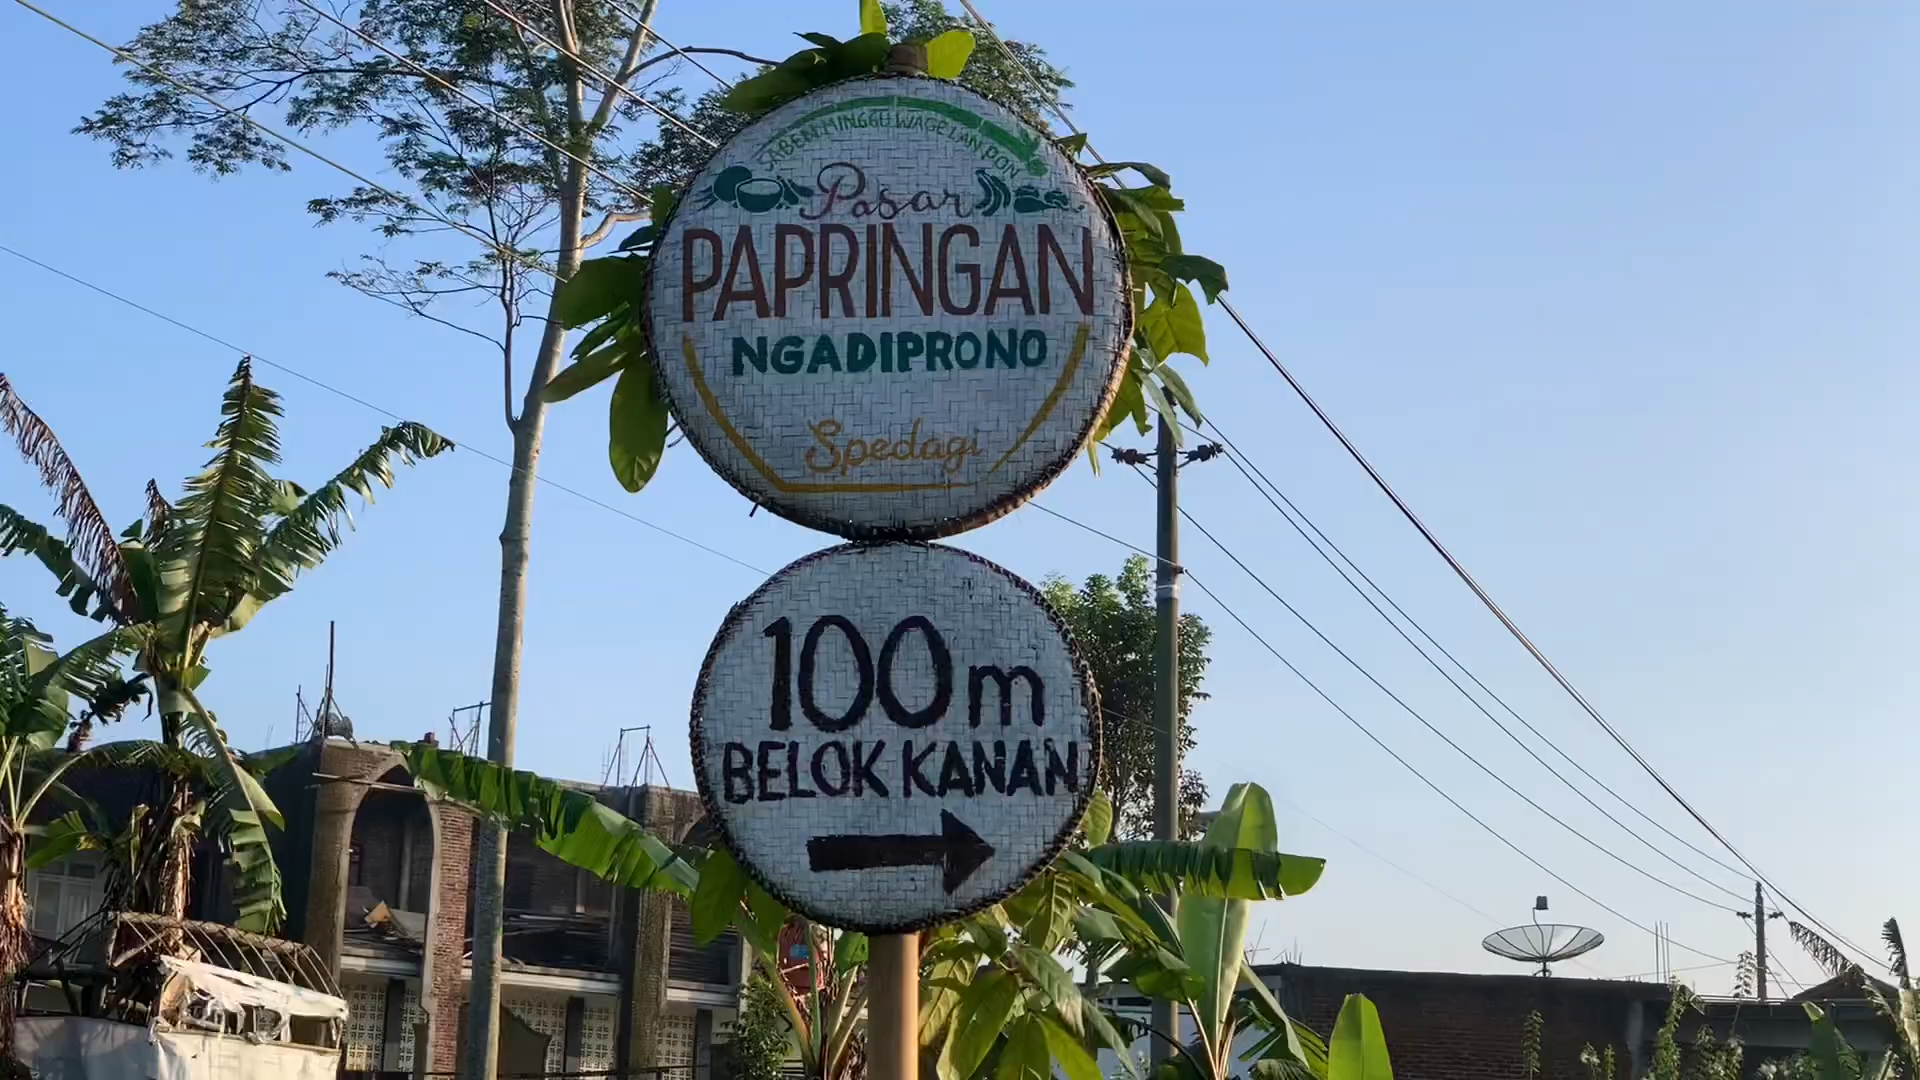 SABEN MINGGU WAGE LAN PON
Pasar
PAPRINGAN
NGADIPRONO
Spedagi
100m
BELOK KANAN